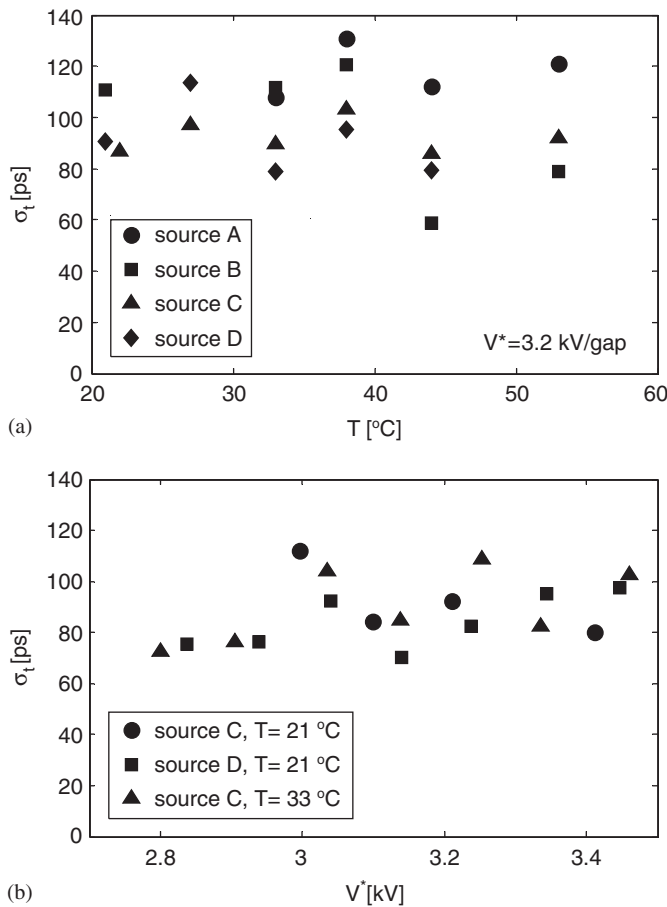 140
120
100
80
60
40
20
0
σt [ps]
source A
source B
source C
source D
V*=3.2 kV/gap
20 30 40 50 60
(a)
T [°C]
140
120
100
80
60
40
20
0
σt [ps]
source C, T= 21 °C
source D, T= 21 °C
source C, T= 33 °C
2.8 3 3.2 3.4
(b)
V*[kV]